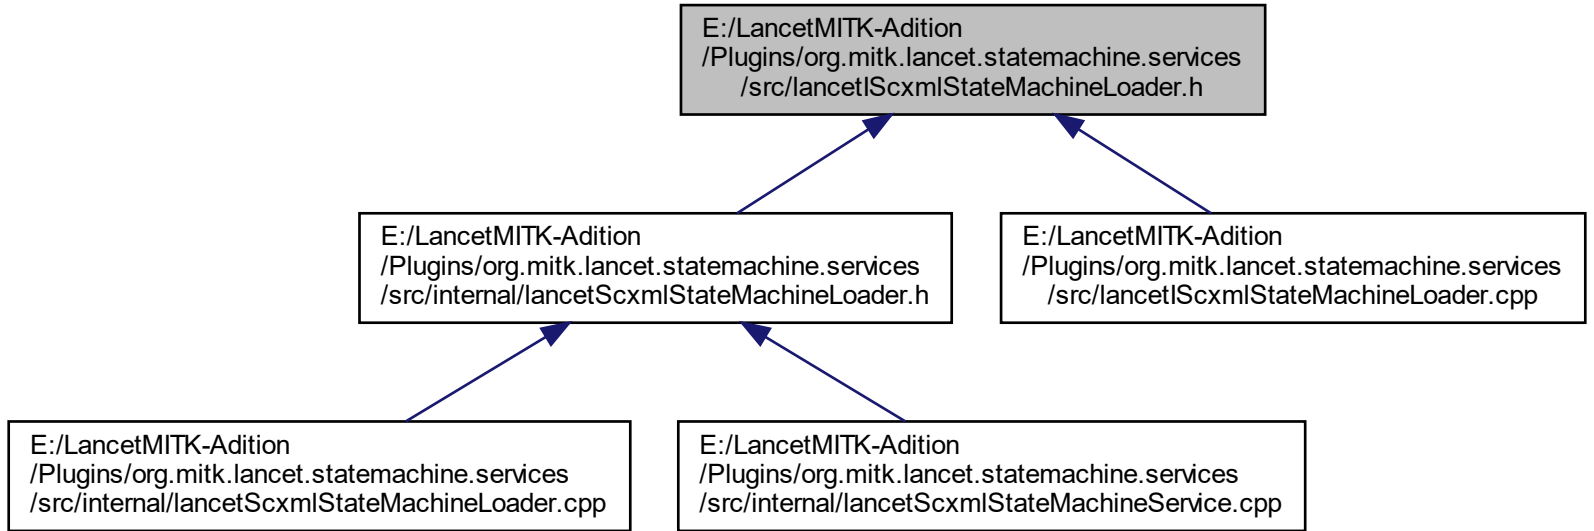 E:/LancetMITK-Adition
/Plugins/org.mitk.lancet.statemachine.services
/src/lancetIScxmlStateMachineLoader.h
E:/LancetMITK-Adition
/Plugins/org.mitk.lancet.statemachine.services
/src/internal/lancetScxmlStateMachineLoader.h
E:/LancetMITK-Adition
/Plugins/org.mitk.lancet.statemachine.services
/src/lancetIScxmlStateMachineLoader.cpp
E:/LancetMITK-Adition
/Plugins/org.mitk.lancet.statemachine.services
/src/internal/lancetScxmlStateMachineLoader.cpp
E:/LancetMITK-Adition
/Plugins/org.mitk.lancet.statemachine.services
/src/internal/lancetScxmlStateMachineService.cpp